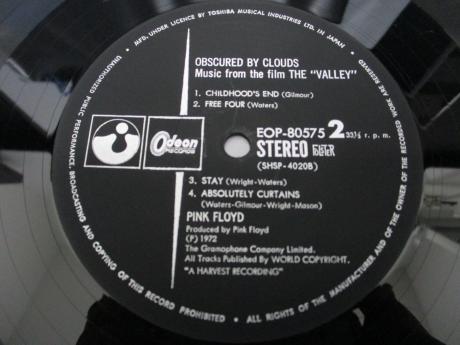 • MFD. UNDER LICENCE BY TOSHIBA MUSICAL INDUSTRIES LTD. IN JAPAN •
OBSCURED BY CLOUDS
Music from the film THE "VALLEY"
1. CHILDHOOD'S END (Gilmour)
2. FREE FOUR (Waters)
Odeon
RECORDS
EOP-80575 2 33⅓ r. p. m.
STEREO
(SHSP-4020B)
3. STAY (Wright-Waters)
4. ABSOLUTELY CURTAINS
(Waters-Gilmour-Wright-Mason)
PINK FLOYD
Produced by Pink Floyd
(P) 1972
The Gramophone Company Limited.
All Tracks Published By WORLD COPYRIGHT.
"A HARVEST RECORDING"
ALL RIGHTS OF THE MANUFACTURER AND OF THE OWNER OF THE RECORDED WORK ARE RESERVED
UNAUTHORIZED PUBLIC PERFORMANCE, BROADCASTING AND COPYING OF THIS RECORD PROHIBITED •